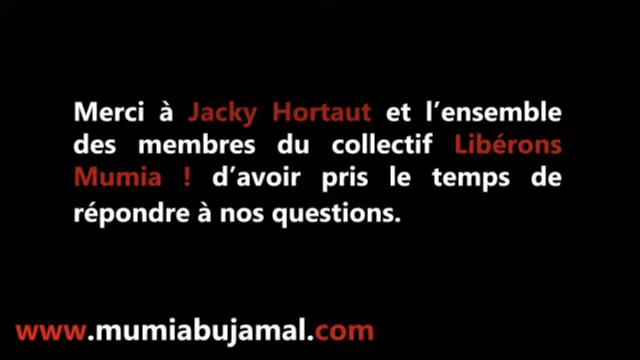 Merci à Jacky Hortaut et l’ensemble
des membres du collectif Libérons
Mumia ! d’avoir pris le temps de
répondre à nos questions.
www.mumiabujamal.com